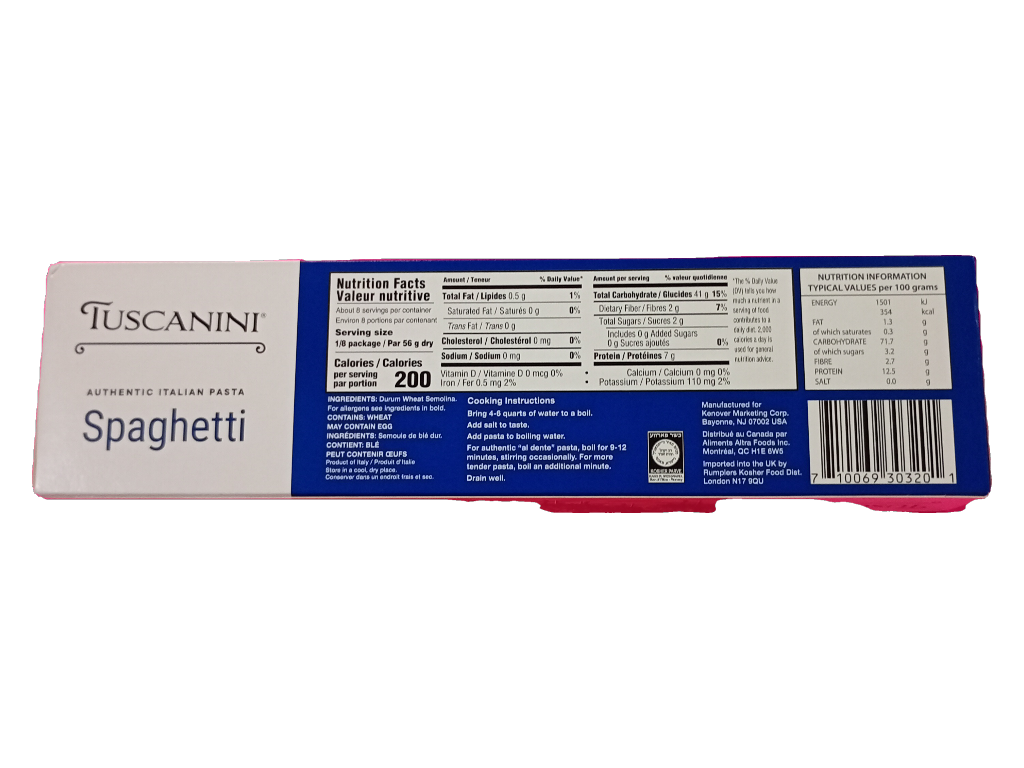 TUSCANINI®
AUTHENTIC ITALIAN PASTA
Spaghetti
Nutrition Facts
Valeur nutritive
About 8 servings per container
Environ 8 portions par contenant
Serving size
1/8 package / Par 56 g dry
Calories / Calories
per serving
par portion 200
Amount / Teneur % Daily Value*
Total Fat / Lipides 0.5 g 1%
Saturated Fat / Saturés 0 g 0%
Trans Fat / Trans 0 g
Cholesterol / Cholestérol 0 mg 0%
Sodium / Sodium 0 mg 0%
Amount per serving % valeur quotidienne
Total Carbohydrate / Glucides 41 g 15%
Dietary Fiber / Fibres 2 g 7%
Total Sugars / Sucres 2 g
Includes 0 g Added Sugars
0 g Sucres ajoutés 0%
Protein / Protéines 7 g
Vitamin D / Vitamine D 0 mcg 0% • Calcium / Calcium 0 mg 0%
Iron / Fer 0.5 mg 2% • Potassium / Potassium 110 mg 2%
*The % Daily Value
(DV) tells you how
much a nutrient in a
serving of food
contributes to a
daily diet. 2,000
calories a day is
used for general
nutrition advice.
NUTRITION INFORMATION
TYPICAL VALUES per 100 grams
ENERGY 1501 kJ
354 kcal
FAT 1.3 g
of which saturates 0.3 g
CARBOHYDRATE 71.7 g
of which sugars 3.2 g
FIBRE 2.7 g
PROTEIN 12.5 g
SALT 0.0 g
INGREDIENTS: Durum Wheat Semolina.
For allergens see ingredients in bold.
CONTAINS: WHEAT
MAY CONTAIN EGG
INGRÉDIENTS: Semoule de blé dur.
CONTENT: BLÉ
PEUT CONTENIR ŒUFS
Product of Italy / Produit d'Italie
Store in a cool, dry place.
Conserver dans un endroit frais et sec.
Cooking Instructions
Bring 4-6 quarts of water to a boil.
Add salt to taste.
Add pasta to boiling water.
For authentic "al dente" pasta, boil for 9-12
minutes, stirring occasionally. For more
tender pasta, boil an additional minute.
Drain well.
KOSHER PARVE
Manufactured for
Kenover Marketing Corp.
Bayonne, NJ 07002 USA
Distribué au Canada par
Aliments Altra Foods Inc.
Montréal, QC H1E 6W5
Imported into the UK by
Rumplers Kosher Food Dist.
London N17 9QU
7 10069 30320 1